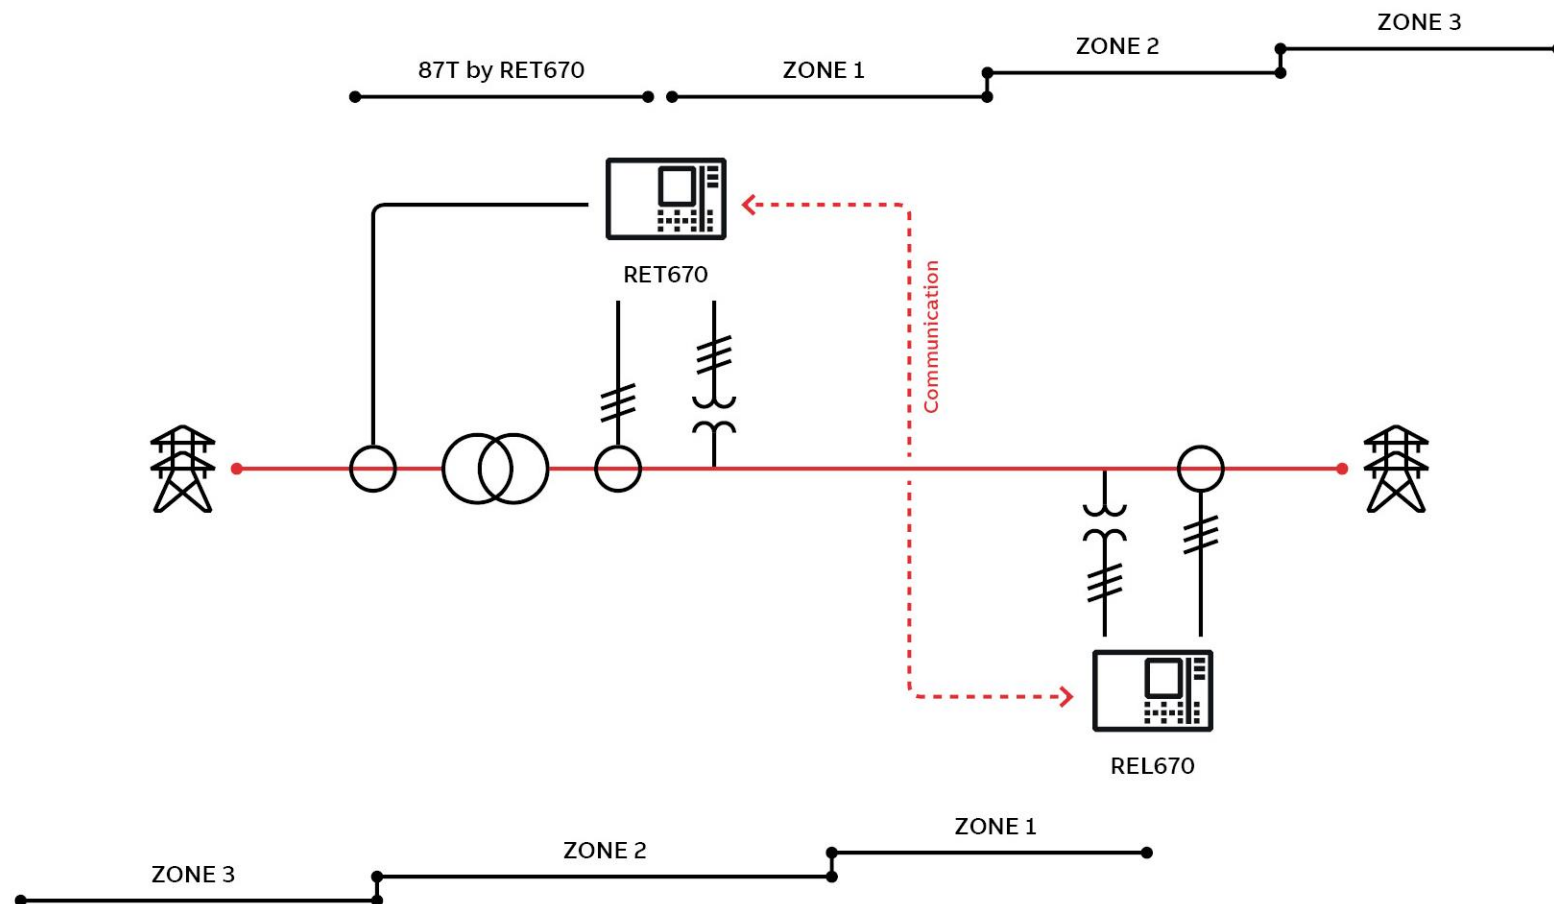 ZONE 3
ZONE 2
87T by RET670
ZONE 1
RET670
Communication
REL670
ZONE 1
ZONE 2
ZONE 3